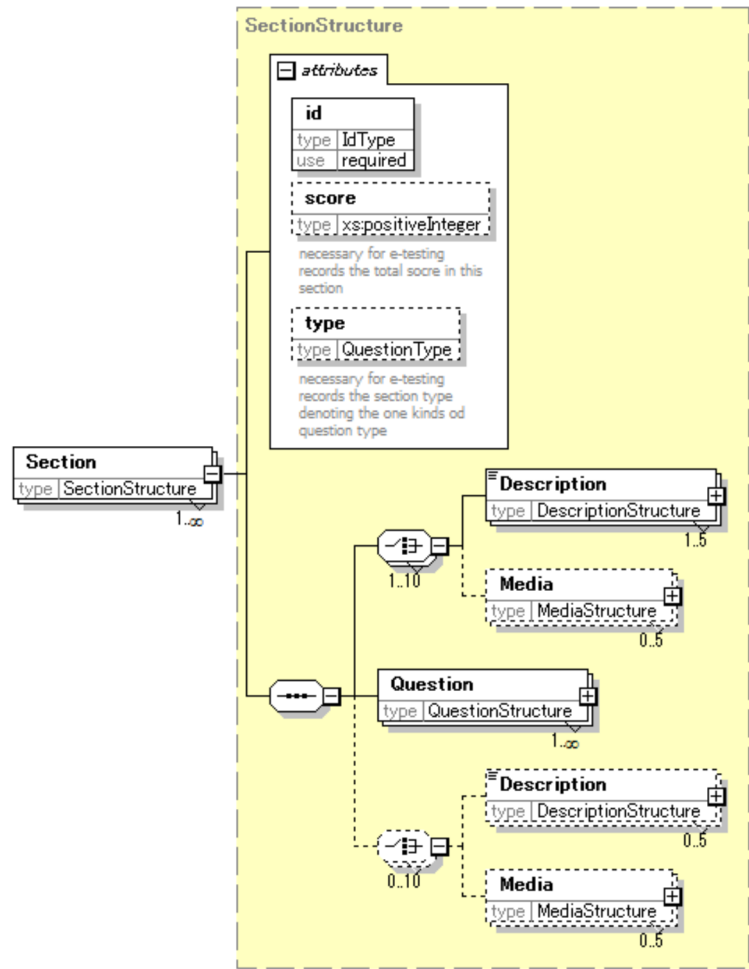 SectionStructure
attributes
id
type IdType
use required
score
type xs:positiveInteger
necessary for e-testing
records the total socre in this
section
type
type QuestionType
necessary for e-testing
records the section type
denoting the one kinds od
question type
Section
type SectionStructure
1..∞
Description
type DescriptionStructure
1..5
1..10
Media
type MediaStructure
0..5
Question
type QuestionStructure
1..∞
Description
type DescriptionStructure
0..5
0..10
Media
type MediaStructure
0..5